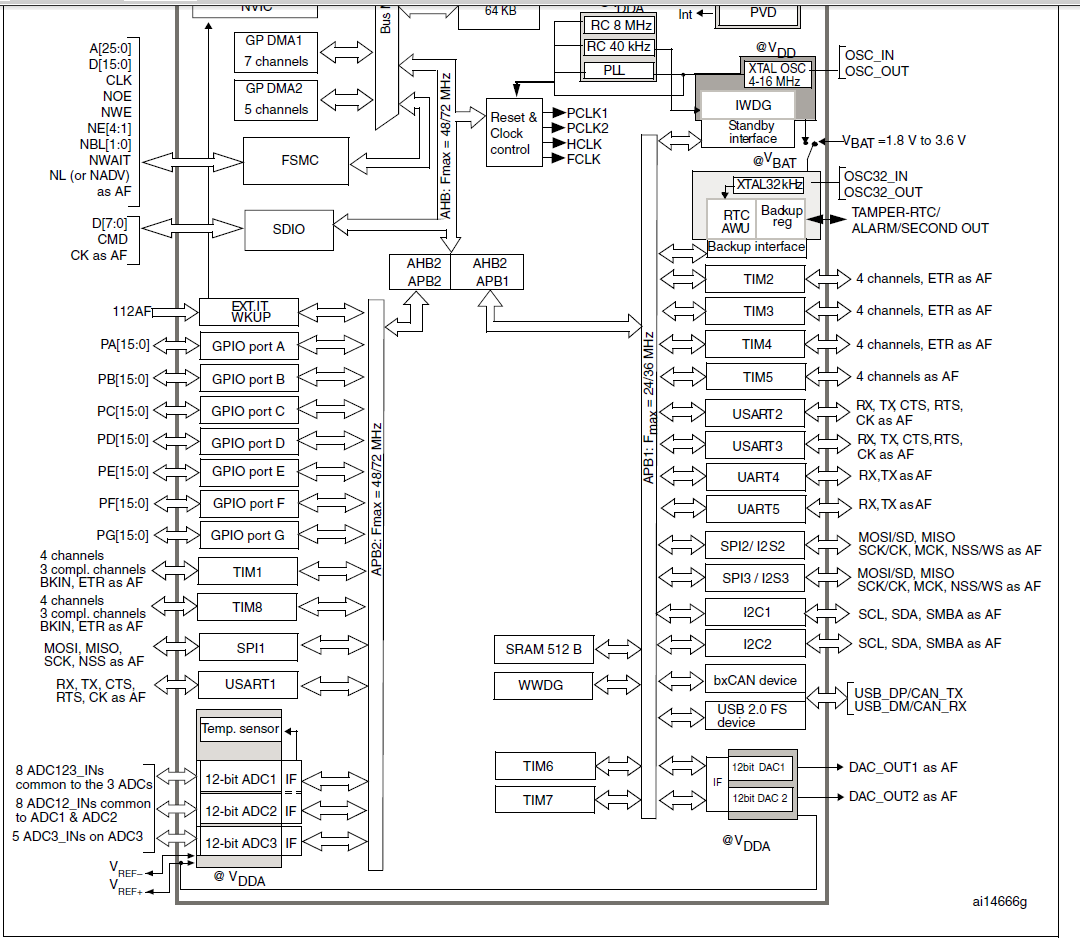 NVIC
Bus M
64 KB
@VDDA
RC 8 MHz
RC 40 kHz
PLL
Int
PVD
A[25:0]
D[15:0]
CLK
NOE
NWE
NE[4:1]
NBL[1:0]
NWAIT
NL (or NADV)
as AF
GP DMA1
7 channels
GP DMA2
5 channels
FSMC
AHB: Fmax = 48/72 MHz
Reset &
Clock
control
PCLK1
PCLK2
HCLK
FCLK
@VDD
XTAL OSC
4-16 MHz
IWDG
Standby
interface
OSC_IN
OSC_OUT
VBAT =1.8 V to 3.6 V
@VBAT
XTAL32kHz
RTC
AWU
Backup
reg
Backup interface
OSC32_IN
OSC32_OUT
TAMPER-RTC/
ALARM/SECOND OUT
D[7:0]
CMD
CK as AF
SDIO
AHB2
APB2
AHB2
APB1
112AF
EXT.IT
WKUP
PA[15:0]
GPIO port A
PB[15:0]
GPIO port B
PC[15:0]
GPIO port C
PD[15:0]
GPIO port D
PE[15:0]
GPIO port E
PF[15:0]
GPIO port F
PG[15:0]
GPIO port G
4 channels
3 compl. channels
BKIN, ETR as AF
TIM1
4 channels
3 compl. channels
BKIN, ETR as AF
TIM8
MOSI, MISO,
SCK, NSS as AF
SPI1
RX, TX, CTS,
RTS, CK as AF
USART1
Temp. sensor
8 ADC123_INs
common to the 3 ADCs
12-bit ADC1 IF
8 ADC12_INs common
to ADC1 & ADC2
12-bit ADC2 IF
5 ADC3_INs on ADC3
12-bit ADC3 IF
VREF–
VREF+
@ VDDA
APB2: Fmax = 48/72 MHz
APB1: Fmax = 24/36 MHz
TIM2
4 channels, ETR as AF
TIM3
4 channels, ETR as AF
TIM4
4 channels, ETR as AF
TIM5
4 channels as AF
USART2
RX, TX, CTS, RTS,
CK as AF
USART3
RX, TX, CTS, RTS,
CK as AF
UART4
RX,TX as AF
UART5
RX, TX as AF
SPI2/ I2S2
MOSI/SD, MISO
SCK/CK, MCK, NSS/WS as AF
SPI3 / I2S3
MOSI/SD, MISO
SCK/CK, MCK, NSS/WS as AF
I2C1
SCL, SDA, SMBA as AF
I2C2
SCL, SDA, SMBA as AF
SRAM 512 B
WWDG
bxCAN device
USB 2.0 FS
device
USB_DP/CAN_TX
USB_DM/CAN_RX
TIM6
TIM7
IF
12bit DAC1
12bit DAC 2
DAC_OUT1 as AF
DAC_OUT2 as AF
@VDDA
ai14666g